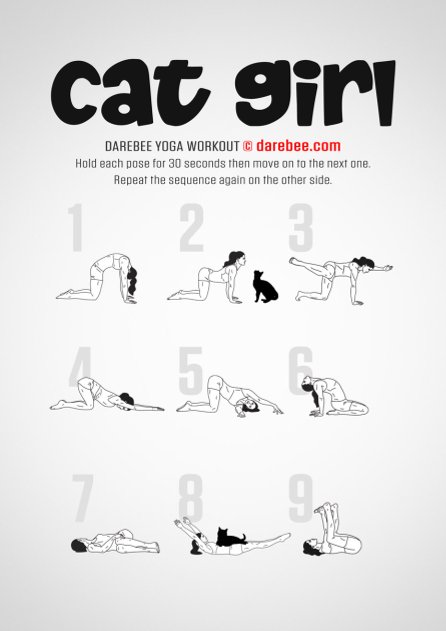 cat girl
DAREBEE YOGA WORKOUT © darebee.com
Hold each pose for 30 seconds then move on to the next one.
Repeat the sequence again on the other side.
1 2 3
4 5 6
7 8 9